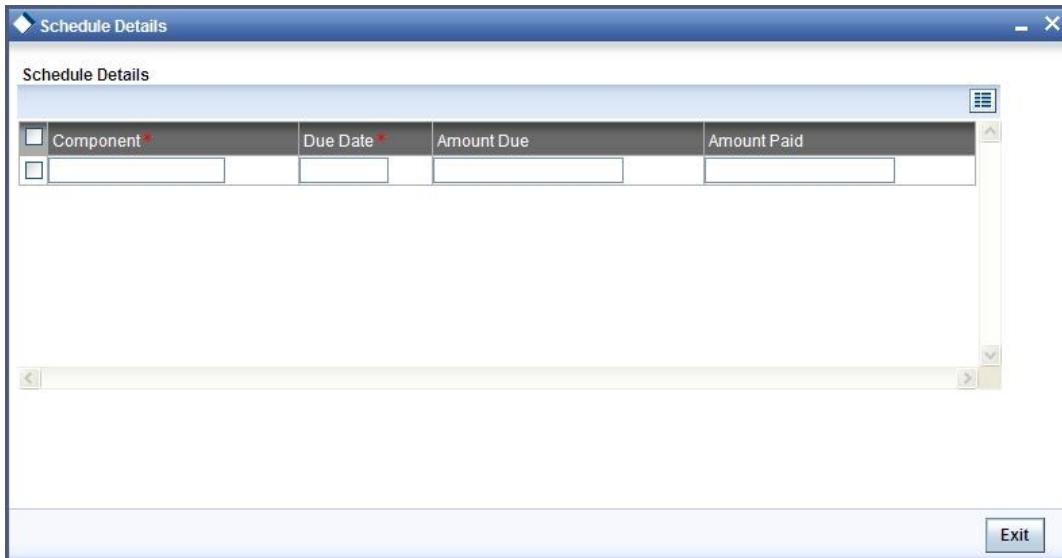 Schedule Details
Schedule Details
Component* Due Date * Amount Due Amount Paid
Exit